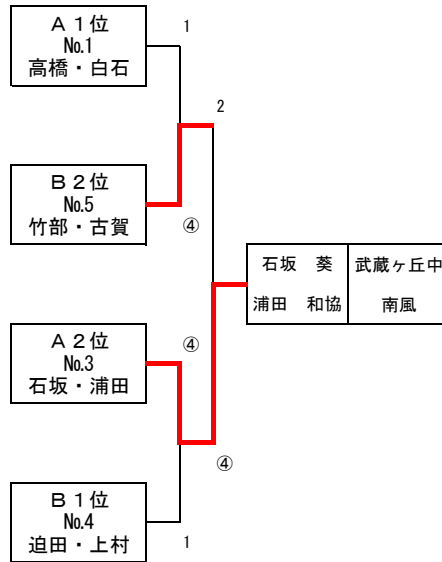 A1位
No.1
高橋・白石
1
2
B2位
No.5
竹部・古賀
④
石坂 葵 武蔵ヶ丘中
浦田 和協 南風
A2位
No.3
石坂・浦田
④
④
B1位
No.4
迫田・上村
1